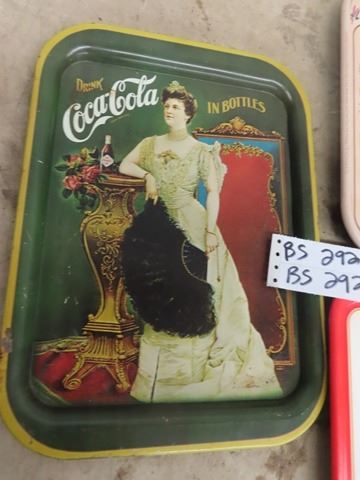 DRINK
Coca-Cola
IN BOTTLES
BS 292
BS 292